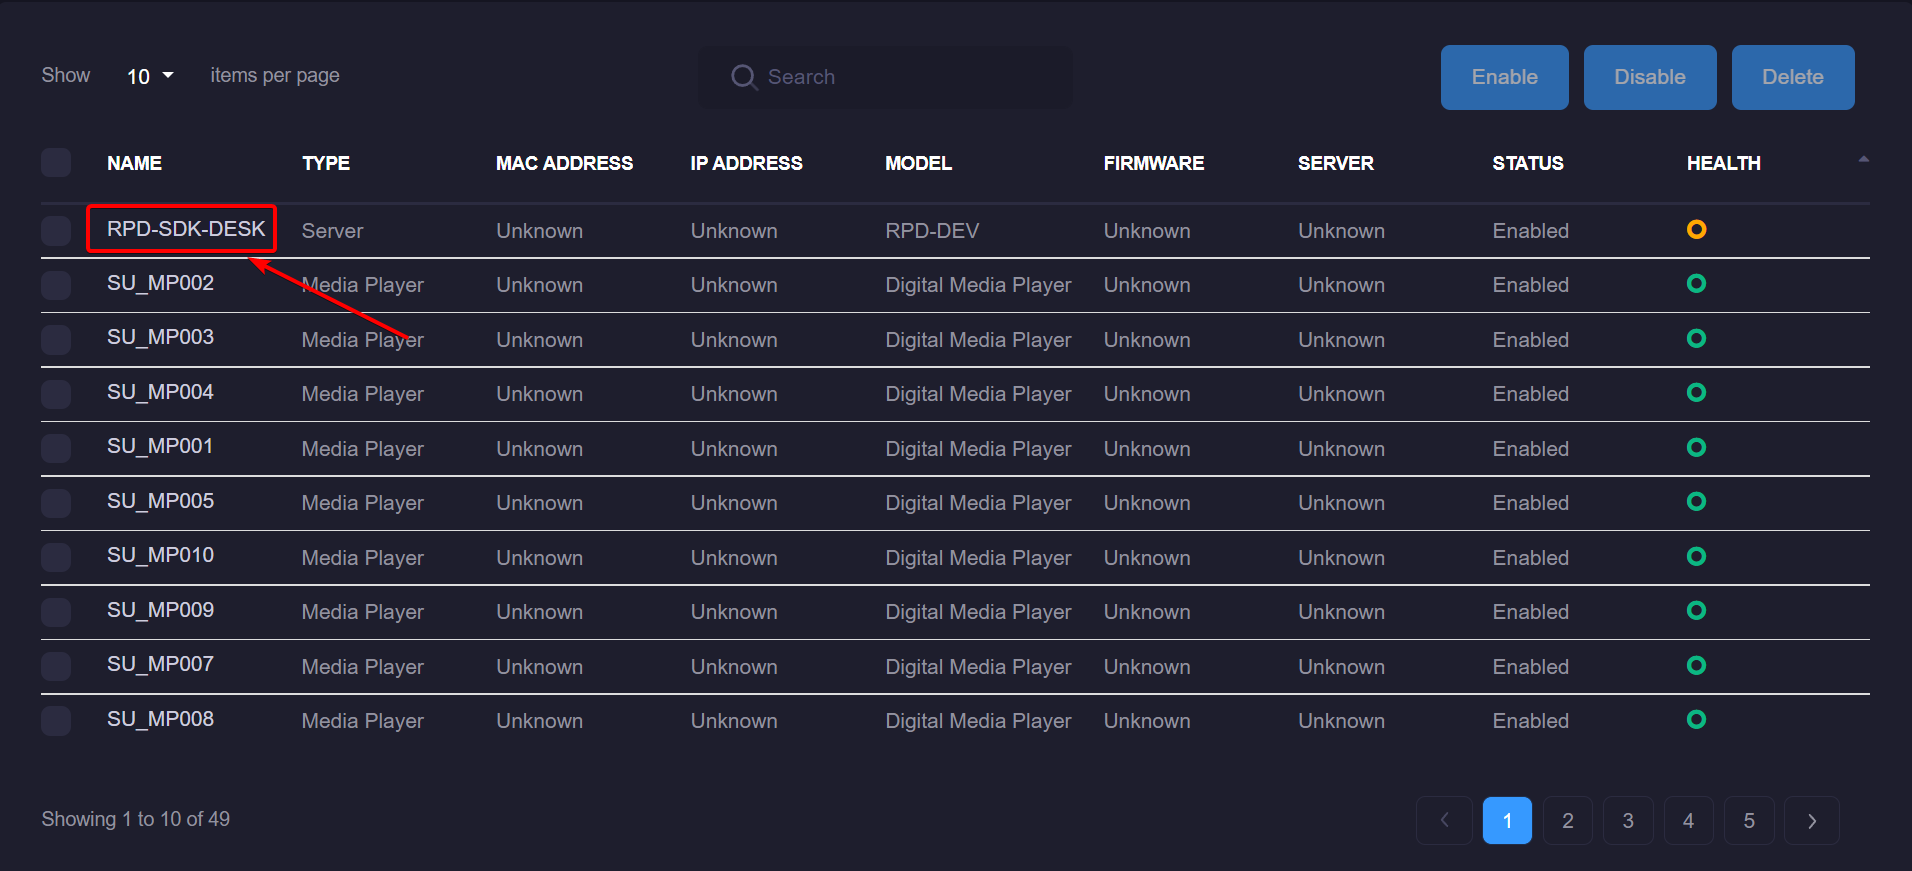 Show 10 items per page Search Enable Disable Delete
NAME TYPE MAC ADDRESS IP ADDRESS MODEL FIRMWARE SERVER STATUS HEALTH
RPD-SDK-DESK Server Unknown Unknown RPD-DEV Unknown Unknown Enabled
SU_MP002 Media Player Unknown Unknown Digital Media Player Unknown Unknown Enabled
SU_MP003 Media Player Unknown Unknown Digital Media Player Unknown Unknown Enabled
SU_MP004 Media Player Unknown Unknown Digital Media Player Unknown Unknown Enabled
SU_MP001 Media Player Unknown Unknown Digital Media Player Unknown Unknown Enabled
SU_MP005 Media Player Unknown Unknown Digital Media Player Unknown Unknown Enabled
SU_MP010 Media Player Unknown Unknown Digital Media Player Unknown Unknown Enabled
SU_MP009 Media Player Unknown Unknown Digital Media Player Unknown Unknown Enabled
SU_MP007 Media Player Unknown Unknown Digital Media Player Unknown Unknown Enabled
SU_MP008 Media Player Unknown Unknown Digital Media Player Unknown Unknown Enabled
Showing 1 to 10 of 49 1 2 3 4 5